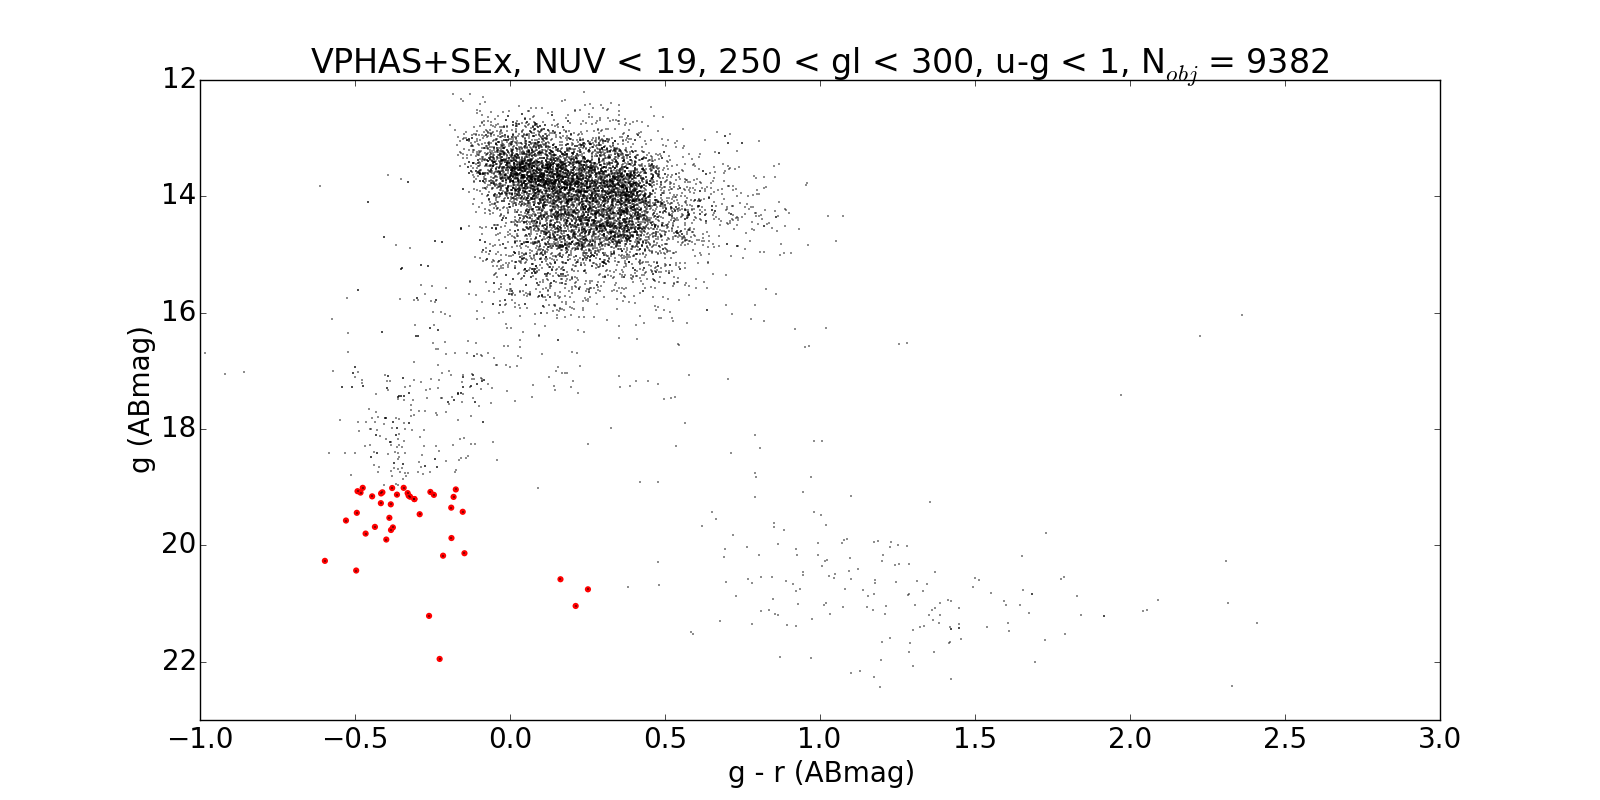 VPHAS+SEx, NUV < 19, 250 < gl < 300, u-g < 1, N_obj = 9382
12
14
16
18
20
22
g (ABmag)
−1.0 −0.5 0.0 0.5 1.0 1.5 2.0 2.5 3.0
g - r (ABmag)